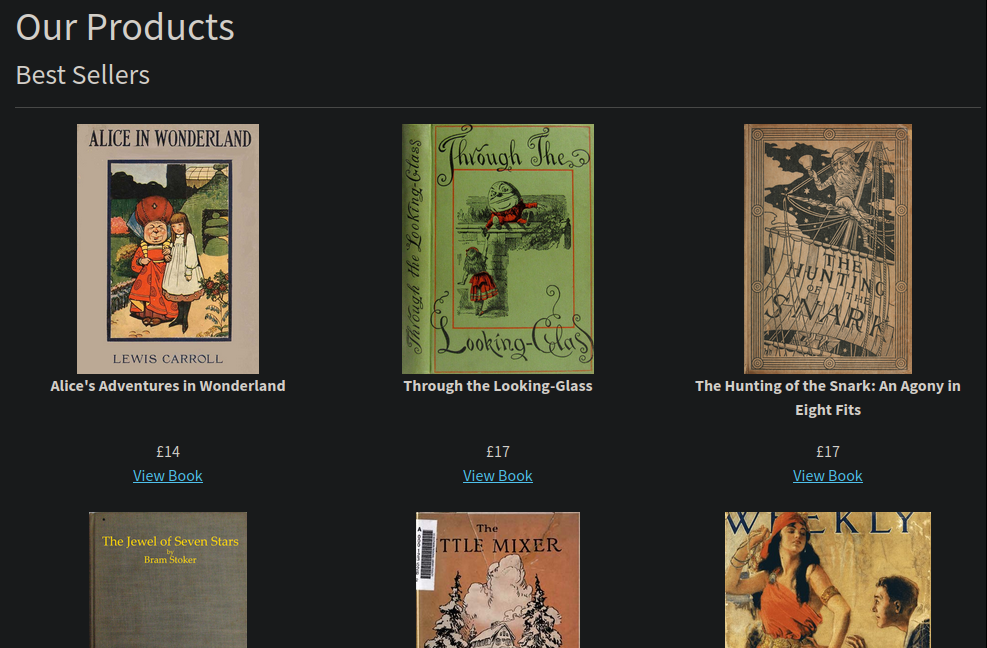 Our Products
Best Sellers
ALICE IN WONDERLAND
LEWIS CARROLL
Through the Looking-Glass
Through The
Looking-Glass
THE
HUNTING
OF THE
SNARK
Alice's Adventures in Wonderland
Through the Looking-Glass
The Hunting of the Snark: An Agony in
Eight Fits
£14
£17
£17
View Book
View Book
View Book
The Jewel of Seven Stars
by
Bram Stoker
The
TTLE MIXER
WEEKLY